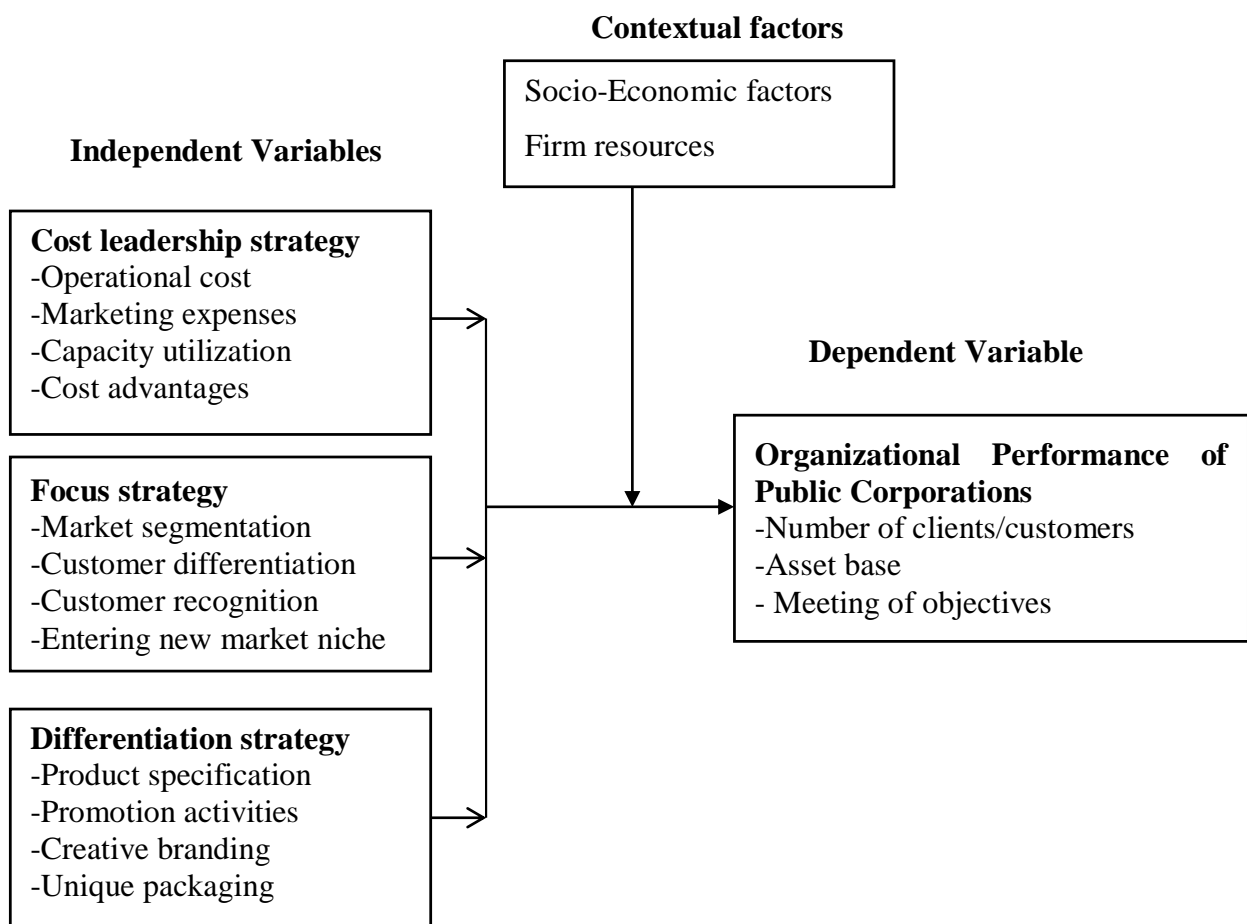 Contextual factors
Socio-Economic factors
Firm resources
Independent Variables
Cost leadership strategy
-Operational cost
-Marketing expenses
-Capacity utilization
-Cost advantages
Focus strategy
-Market segmentation
-Customer differentiation
-Customer recognition
-Entering new market niche
Differentiation strategy
-Product specification
-Promotion activities
-Creative branding
-Unique packaging
Dependent Variable
Organizational Performance of
Public Corporations
-Number of clients/customers
-Asset base
- Meeting of objectives